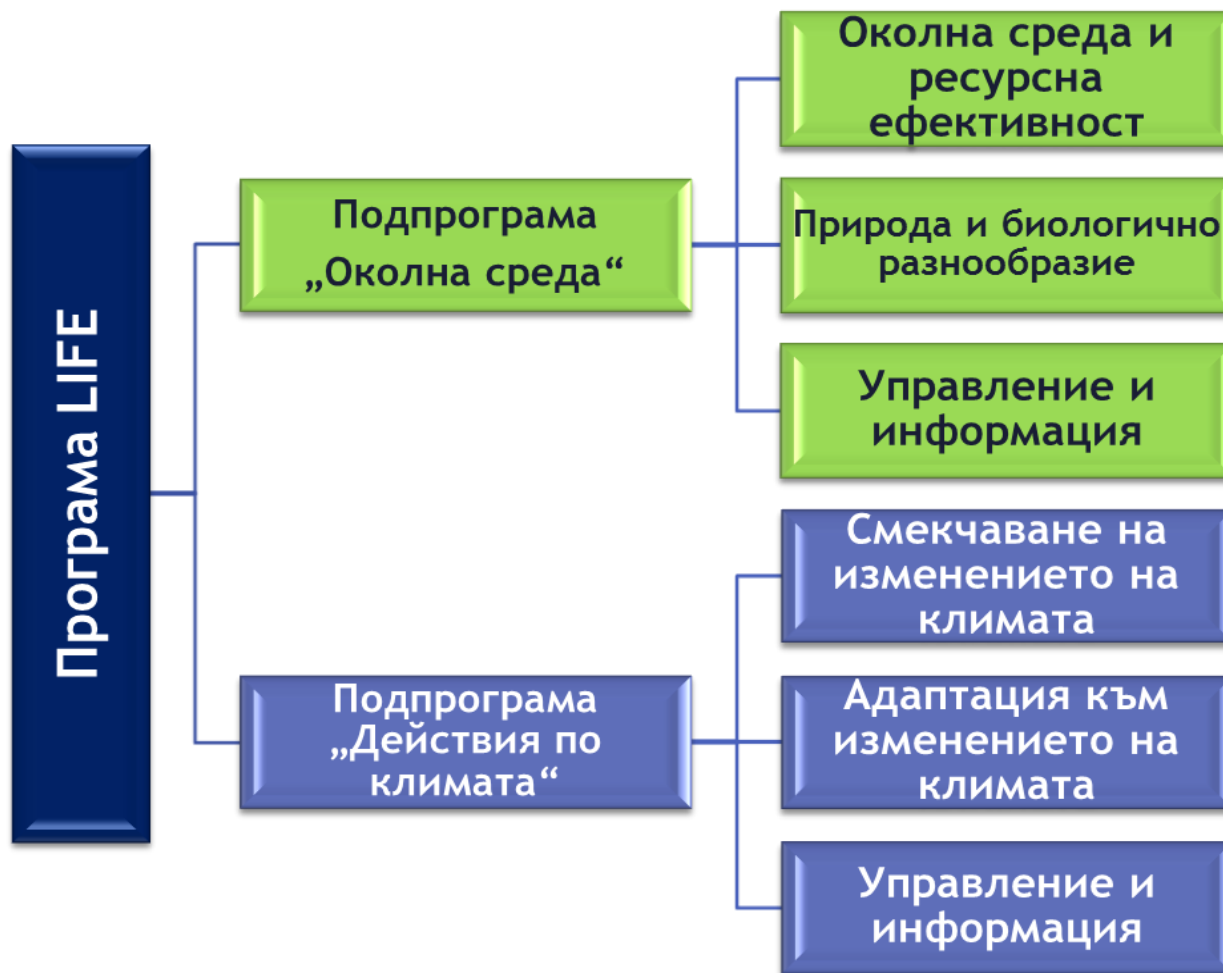 Програма LIFE
Подпрограма
„Околна среда“
Околна среда и
ресурсна
ефективност
Природа и биологично
разнообразие
Управление и
информация
Подпрограма
„Действия по
климата“
Смекчаване на
изменението на
климата
Адаптация към
изменението на
климата
Управление и
информация